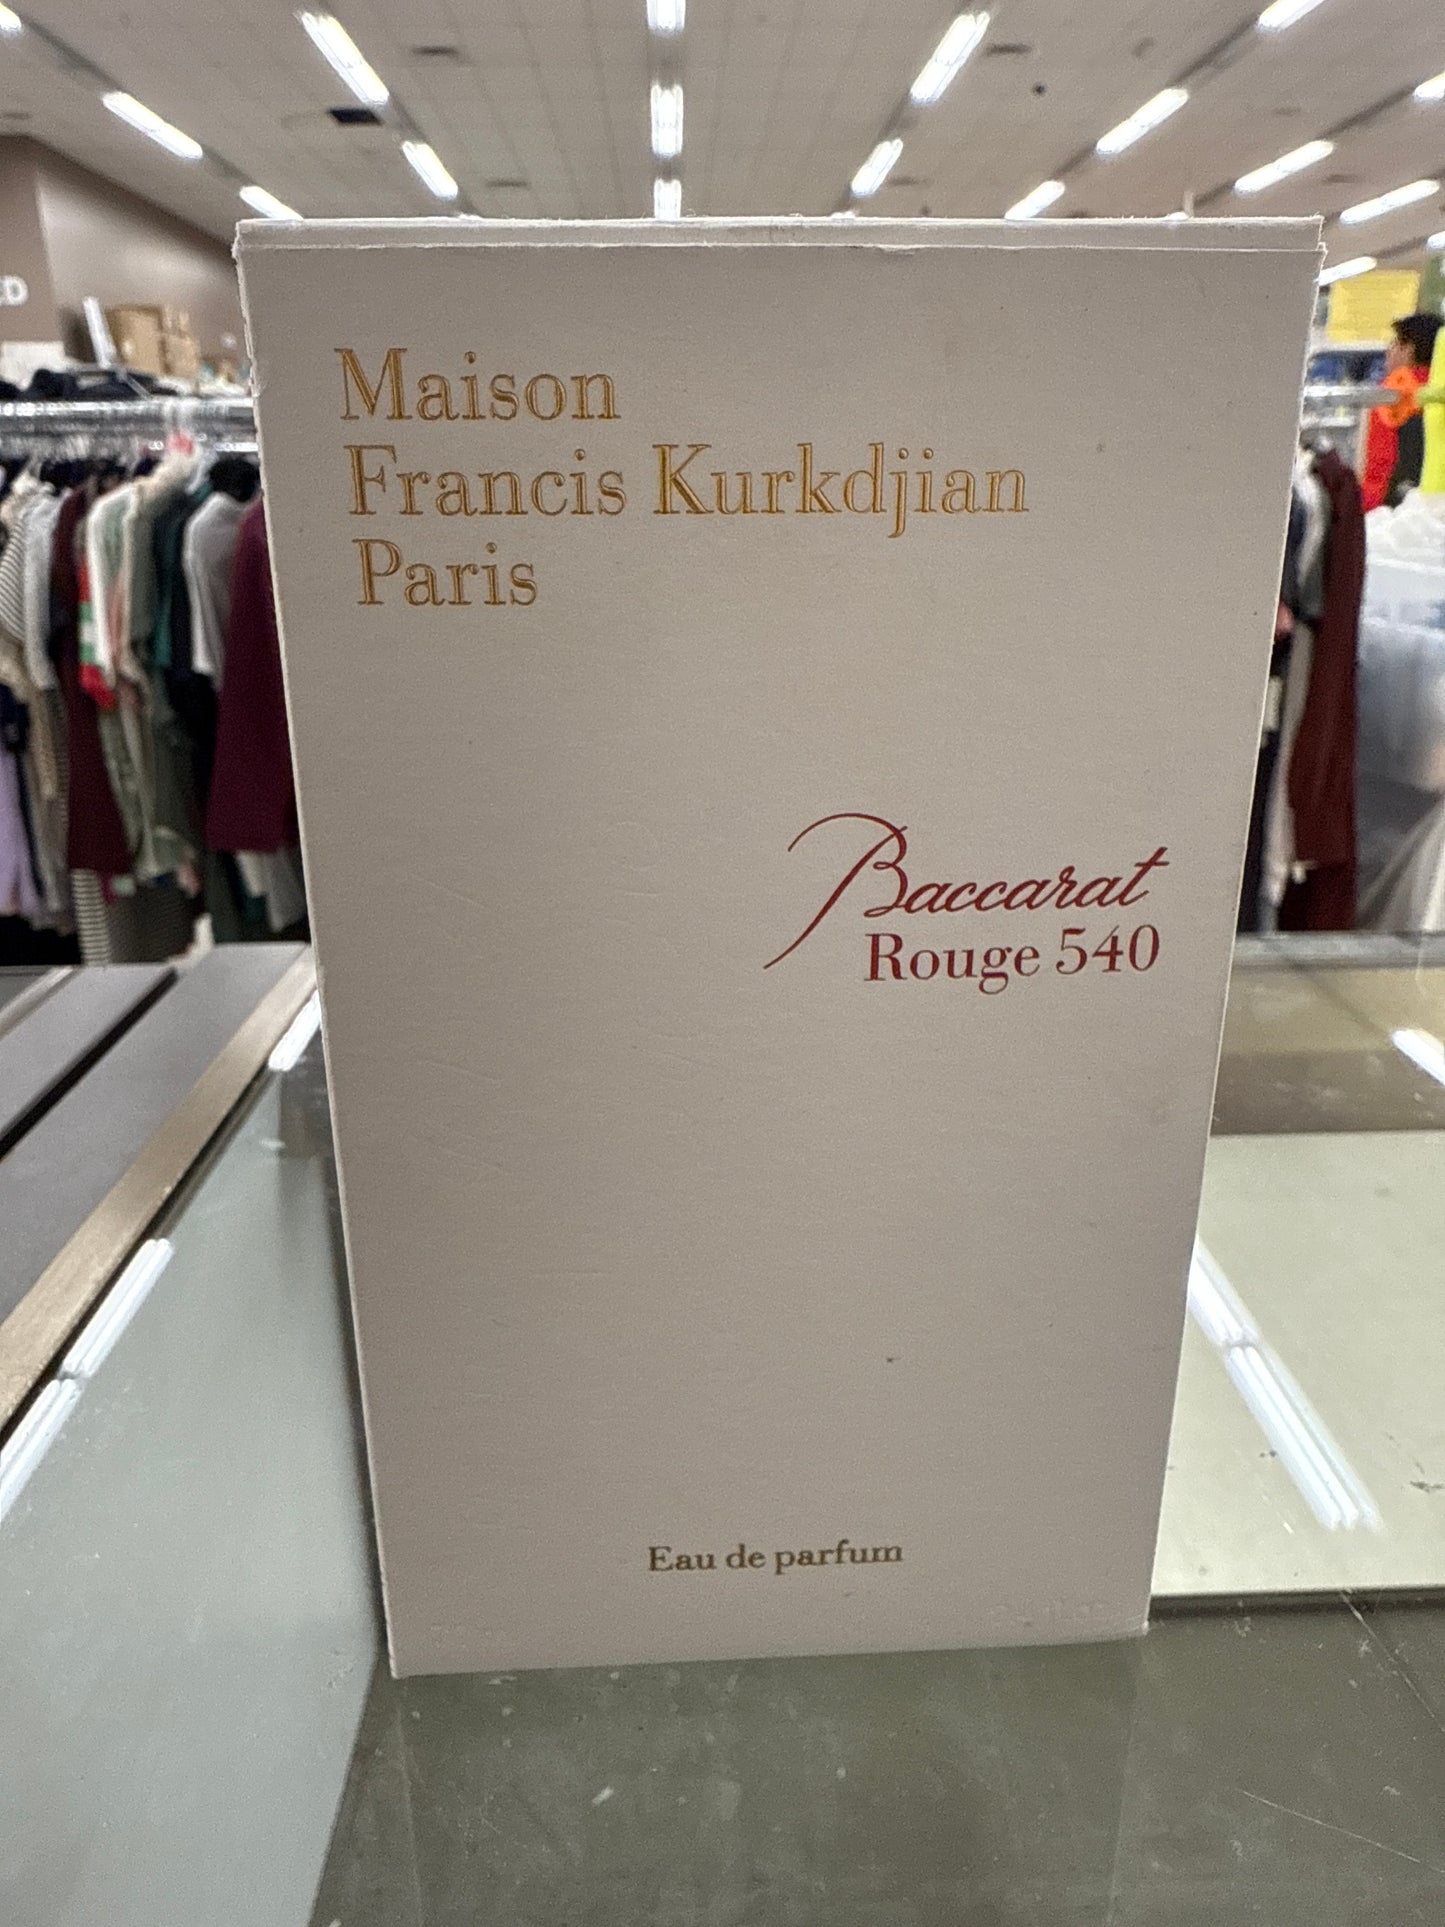 Maison
Francis Kurkdjian
Paris
Baccarat
Rouge 540
Eau de parfum